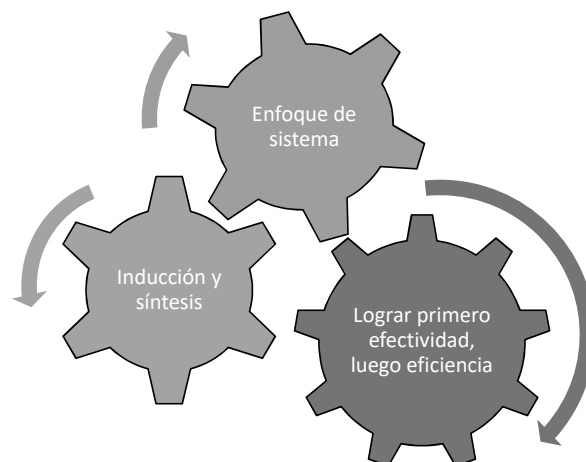 Enfoque de
sistema
Inducción y
síntesis
Lograr primero
efectividad,
luego eficiencia